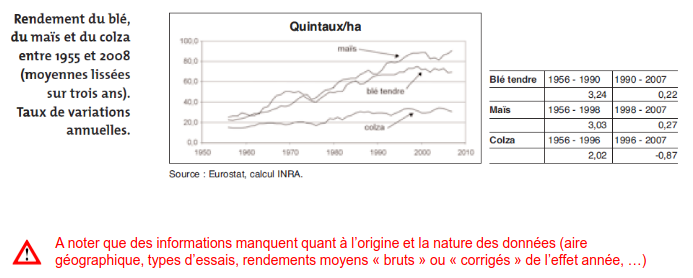 Rendement du blé,
du maïs et du colza
entre 1955 et 2008
(moyennes lissées
sur trois ans).
Taux de variations
annuelles.
Quintaux/ha
100,0
80,0
60,0
40,0
20,0
0,0
maïs
blé tendre
colza
1950 1960 1970 1980 1990 2000 2010
Source : Eurostat, calcul INRA.
Blé tendre 1956 - 1990 1990 - 2007
3,24 0,22
Maïs 1956 - 1998 1998 - 2007
3,03 0,27
Colza 1956 - 1996 1996 - 2007
2,02 -0,87
A noter que des informations manquent quant à l'origine et la nature des données (aire
géographique, types d'essais, rendements moyens « bruts » ou « corrigés » de l'effet année, …)